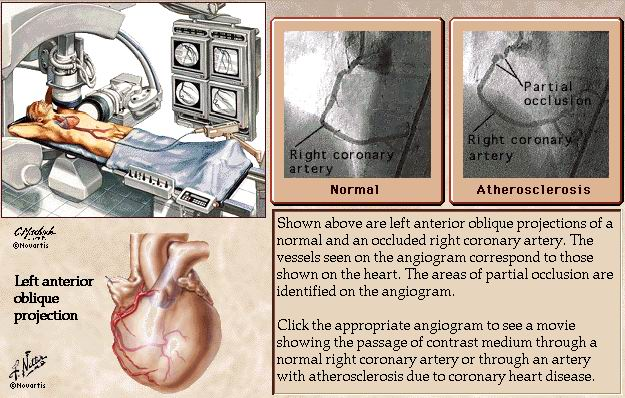 Right coronary
artery
Normal
Partial
occlusion
Right coronary
artery
Atherosclerosis
©Novartis
Left anterior
oblique
projection
©Novartis
Shown above are left anterior oblique projections of a
normal and an occluded right coronary artery. The
vessels seen on the angiogram correspond to those
shown on the heart. The areas of partial occlusion are
identified on the angiogram.
Click the appropriate angiogram to see a movie
showing the passage of contrast medium through a
normal right coronary artery or through an artery
with atherosclerosis due to coronary heart disease.